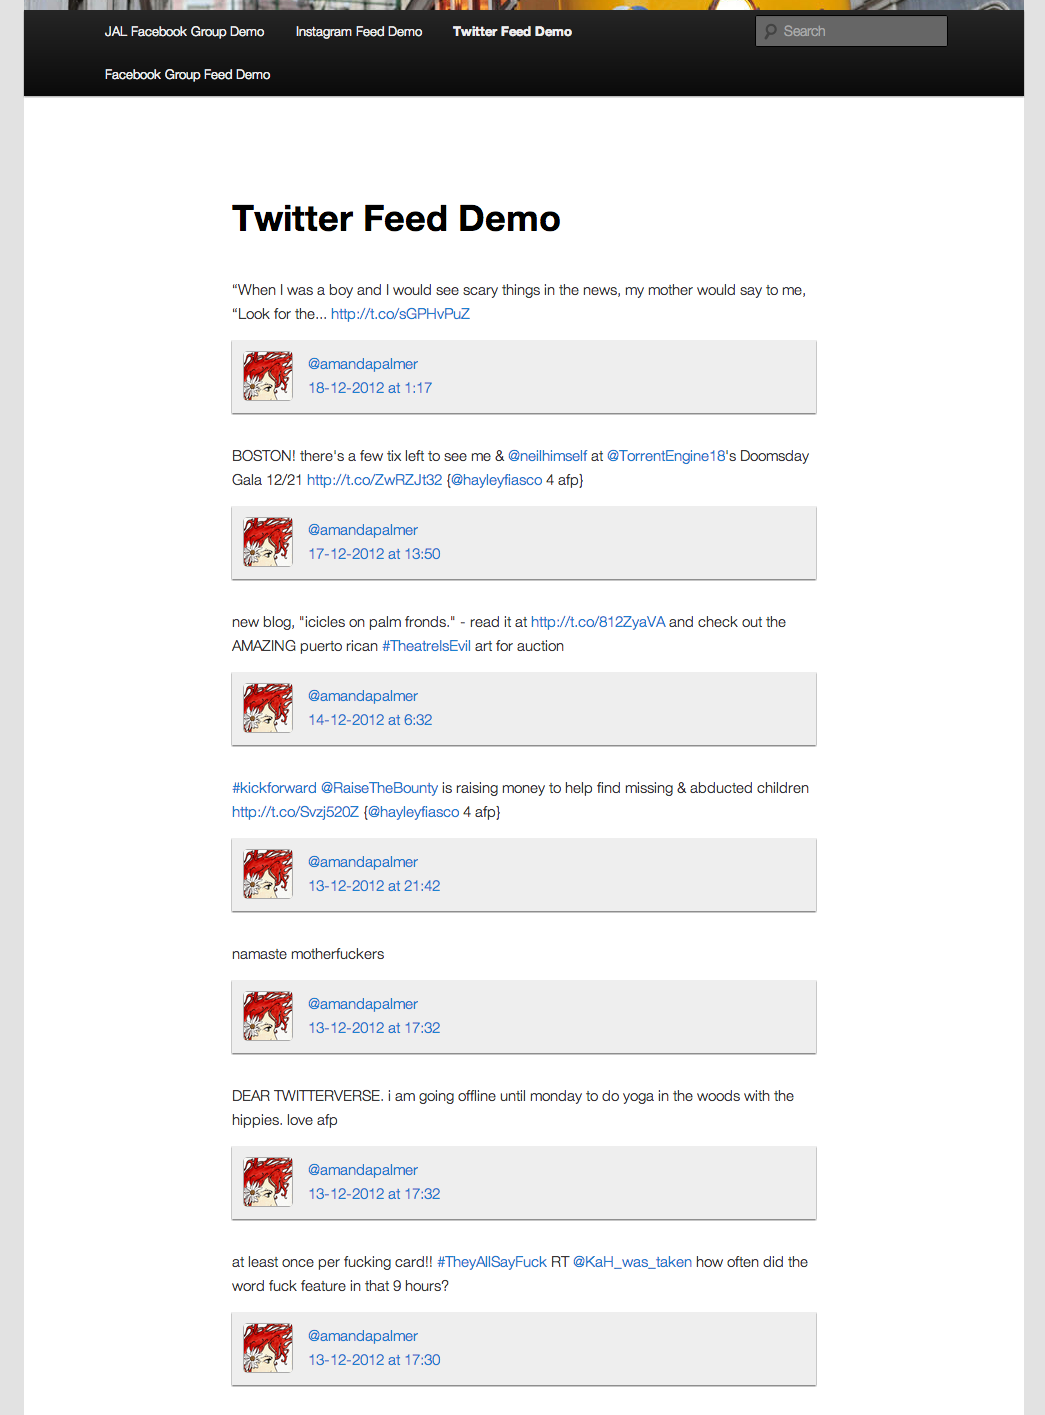 JAL Facebook Group Demo Instagram Feed Demo Twitter Feed Demo Search
Facebook Group Feed Demo
Twitter Feed Demo
“When I was a boy and I would see scary things in the news, my mother would say to me,
“Look for the... http://t.co/sGPHvPuZ
@amandapalmer
18-12-2012 at 1:17
BOSTON! there's a few tix left to see me & @neilhimself at @TorrentEngine18's Doomsday
Gala 12/21 http://t.co/ZwRZJt32 {@hayleyfiasco 4 afp}
@amandapalmer
17-12-2012 at 13:50
new blog, "icicles on palm fronds." - read it at http://t.co/812ZyaVA and check out the
AMAZING puerto rican #TheatreIsEvil art for auction
@amandapalmer
14-12-2012 at 6:32
#kickforward @RaiseTheBounty is raising money to help find missing & abducted children
http://t.co/Svzj520Z {@hayleyfiasco 4 afp}
@amandapalmer
13-12-2012 at 21:42
namaste motherfuckers
@amandapalmer
13-12-2012 at 17:32
DEAR TWITTERVERSE. i am going offline until monday to do yoga in the woods with the
hippies. love afp
@amandapalmer
13-12-2012 at 17:32
at least once per fucking card!! #TheyAllSayFuck RT @KaH_was_taken how often did the
word fuck feature in that 9 hours?
@amandapalmer
13-12-2012 at 17:30